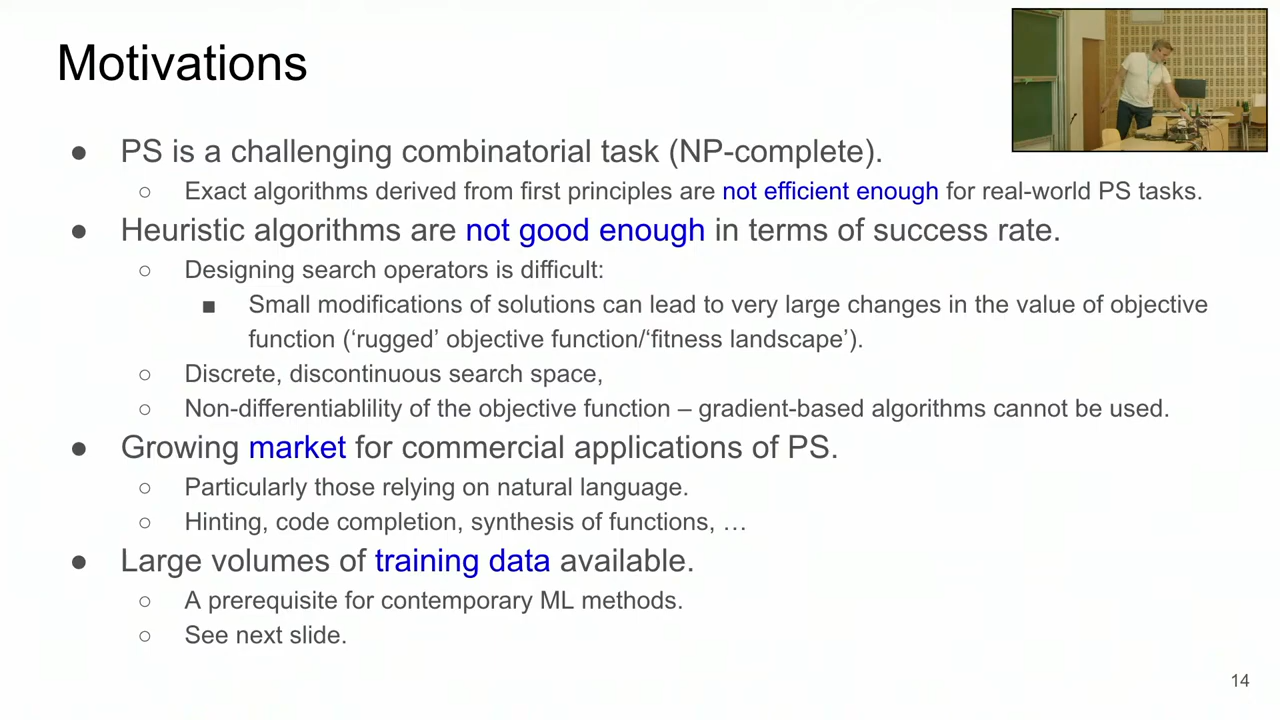 Motivations
● PS is a challenging combinatorial task (NP-complete).
○ Exact algorithms derived from first principles are not efficient enough for real-world PS tasks.
● Heuristic algorithms are not good enough in terms of success rate.
○ Designing search operators is difficult:
■ Small modifications of solutions can lead to very large changes in the value of objective
function (‘rugged’ objective function/‘fitness landscape’).
○ Discrete, discontinuous search space,
○ Non-differentiablility of the objective function – gradient-based algorithms cannot be used.
● Growing market for commercial applications of PS.
○ Particularly those relying on natural language.
○ Hinting, code completion, synthesis of functions, …
● Large volumes of training data available.
○ A prerequisite for contemporary ML methods.
○ See next slide.
14